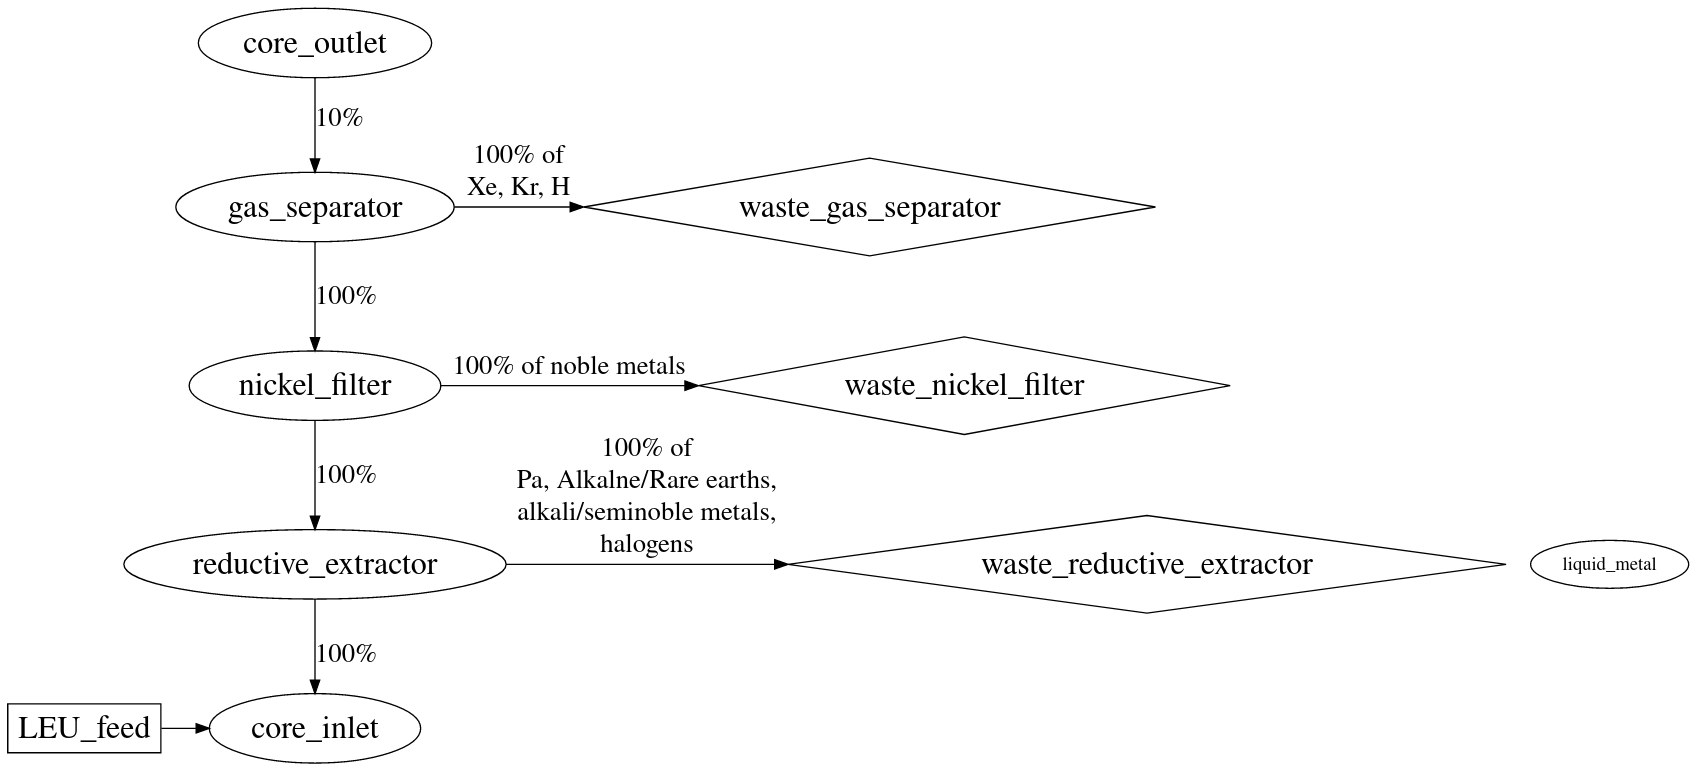 core_outlet
10%
100% of
Xe, Kr, H
gas_separator
waste_gas_separator
100%
100% of noble metals
nickel_filter
waste_nickel_filter
100%
100% of
Pa, Alkalne/Rare earths,
alkali/seminoble metals,
halogens
reductive_extractor
waste_reductive_extractor
liquid_metal
100%
LEU_feed
core_inlet